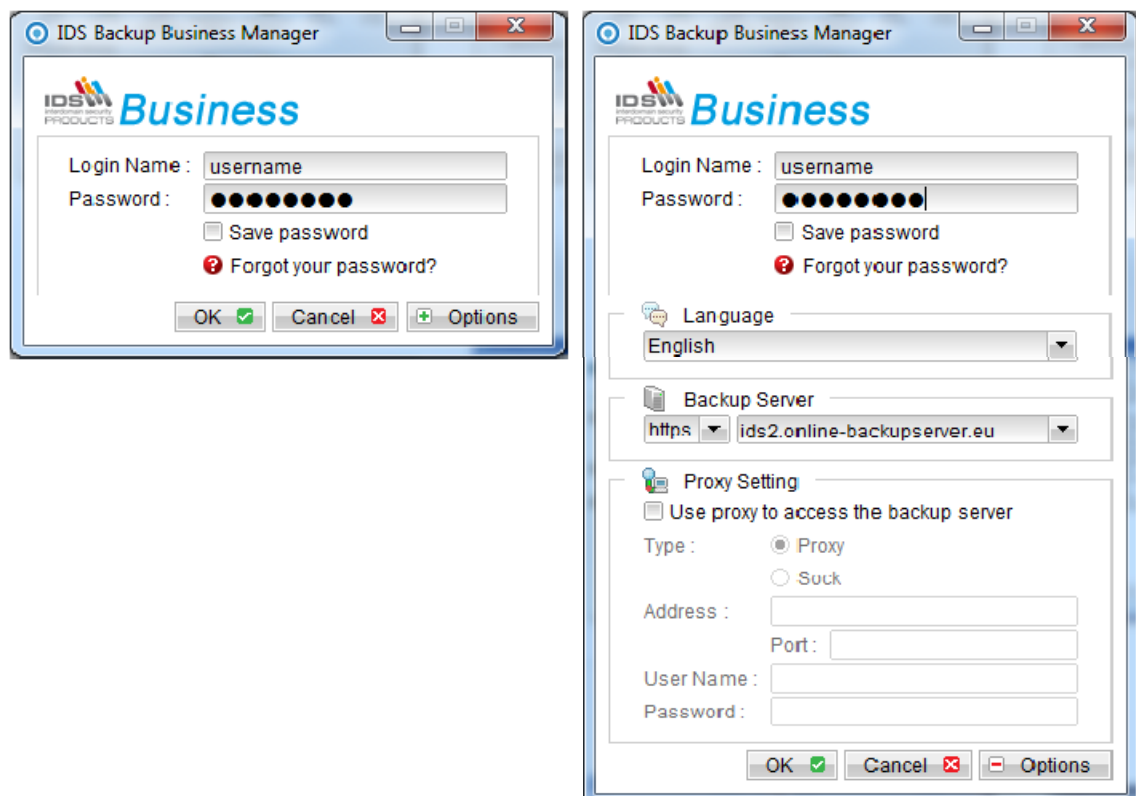 IDS Backup Business Manager
IDS
interdomain security
PRODUCTS
Business
Login Name : username
Password : ●●●●●●●●
Save password
Forgot your password?
OK Cancel Options
IDS Backup Business Manager
IDS
interdomain security
PRODUCTS
Business
Login Name : username
Password : ●●●●●●●●
Save password
Forgot your password?
Language
English
Backup Server
https ids2.online-backupserver.eu
Proxy Setting
Use proxy to access the backup server
Type : Proxy
Sock
Address :
Port :
User Name :
Password :
OK Cancel Options